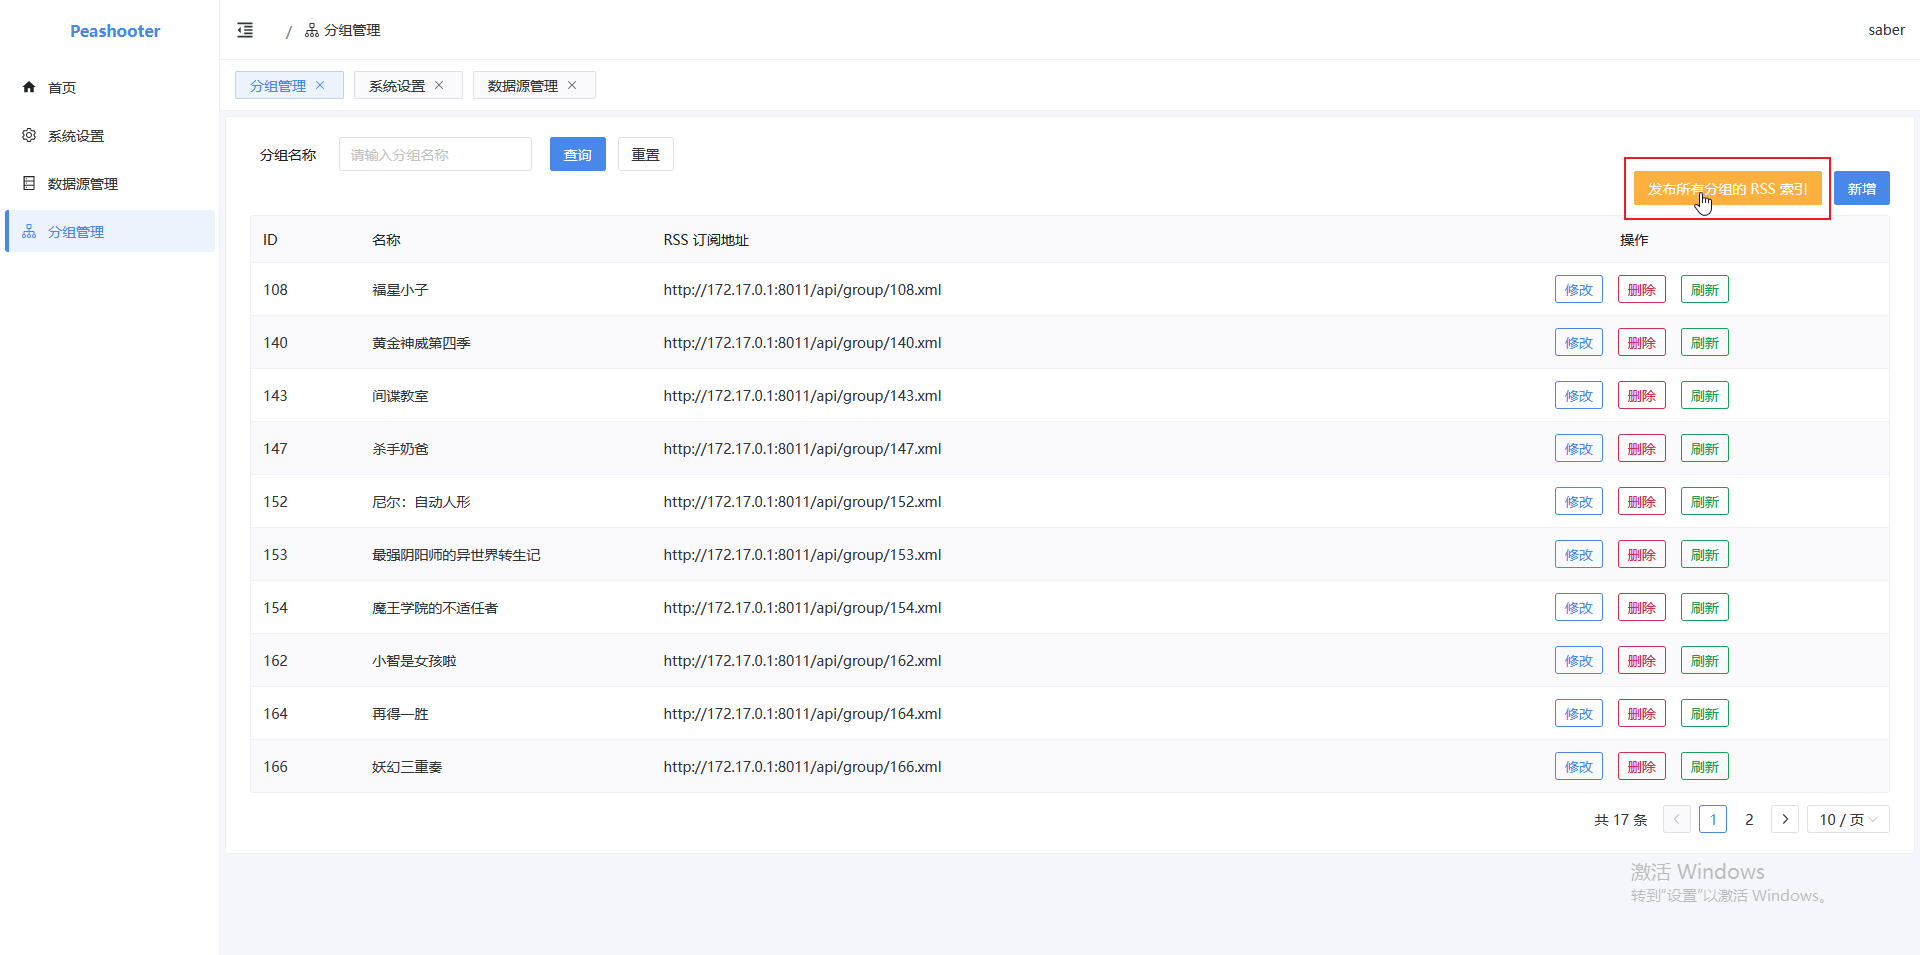 Peashooter
首页
系统设置
数据源管理
分组管理
/ 分组管理
saber
分组管理 系统设置 数据源管理
分组名称 请输入分组名称 查询 重置
发布所有分组的 RSS 索引 新增
ID 名称 RSS 订阅地址 操作
108 福星小子 http://172.17.0.1:8011/api/group/108.xml 修改 删除 刷新
140 黄金神威第四季 http://172.17.0.1:8011/api/group/140.xml 修改 删除 刷新
143 间谍教室 http://172.17.0.1:8011/api/group/143.xml 修改 删除 刷新
147 杀手奶爸 http://172.17.0.1:8011/api/group/147.xml 修改 删除 刷新
152 尼尔：自动人形 http://172.17.0.1:8011/api/group/152.xml 修改 删除 刷新
153 最强阴阳师的异世界转生记 http://172.17.0.1:8011/api/group/153.xml 修改 删除 刷新
154 魔王学院的不适任者 http://172.17.0.1:8011/api/group/154.xml 修改 删除 刷新
162 小智是女孩啦 http://172.17.0.1:8011/api/group/162.xml 修改 删除 刷新
164 再得一胜 http://172.17.0.1:8011/api/group/164.xml 修改 删除 刷新
166 妖幻三重奏 http://172.17.0.1:8011/api/group/166.xml 修改 删除 刷新
共 17 条 1 2 10 / 页
激活 Windows
转到“设置”以激活 Windows。